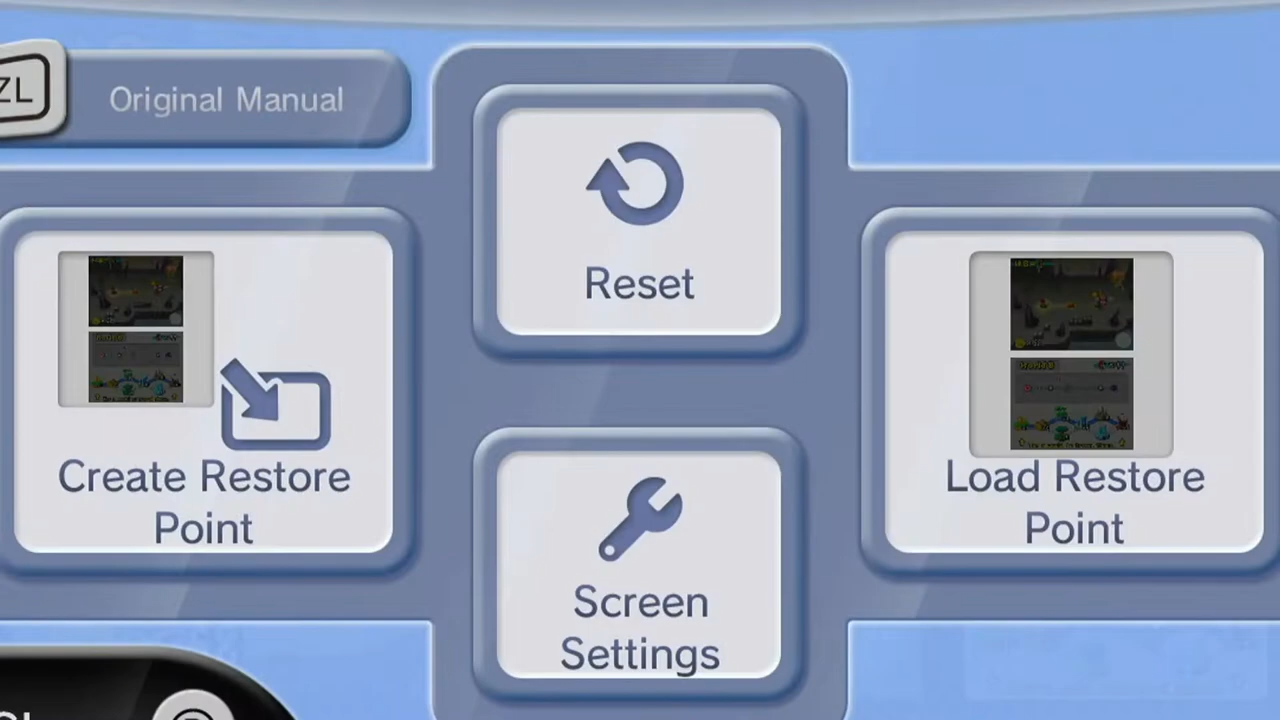 ZL
Original Manual
Reset
Create Restore
Point
Load Restore
Point
Screen
Settings